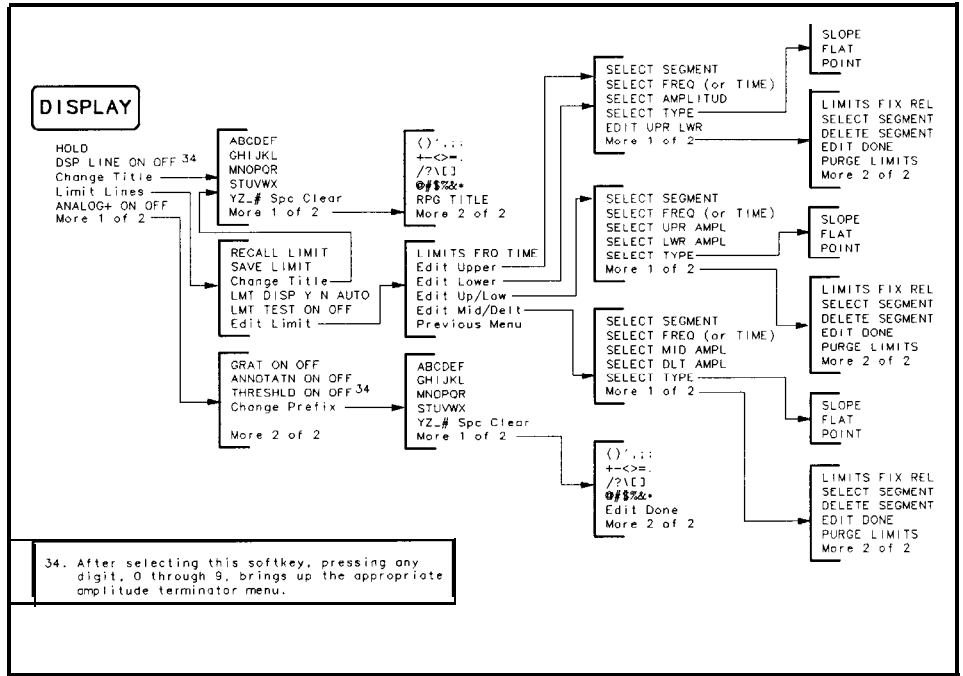 DISPLAY
HOLD
DSP LINE ON OFF 34
Change Title
Limit Lines
ANALOG+ ON OFF
More 1 of 2
ABCDEF
GHIJKL
MNOPQR
STUVWX
YZ_# Spc Clear
More 1 of 2
()',;:
+-<>=.
/?\[]
@#$%&*
RPG TITLE
More 2 of 2
RECALL LIMIT
SAVE LIMIT
Change Title
LMT DISP Y N AUTO
LMT TEST ON OFF
Edit Limit
LIMITS FRQ TIME
Edit Upper
Edit Lower
Edit Up/Low
Edit Mid/Delt
Previous Menu
GRAT ON OFF
ANNOTATN ON OFF
THRESHLD ON OFF 34
Change Prefix
More 2 of 2
ABCDEF
GHIJKL
MNOPQR
STUVWX
YZ_# Spc Clear
More 1 of 2
()',;:
+-<>=.
/?\[]
@#$%&*
Edit Done
More 2 of 2
SELECT SEGMENT
SELECT FREQ (or TIME)
SELECT AMPLITUD
SELECT TYPE
EDIT UPR LWR
More 1 of 2
SLOPE
FLAT
POINT
LIMITS FIX REL
SELECT SEGMENT
DELETE SEGMENT
EDIT DONE
PURGE LIMITS
More 2 of 2
SELECT SEGMENT
SELECT FREQ (or TIME)
SELECT UPR AMPL
SELECT LWR AMPL
SELECT TYPE
More 1 of 2
SLOPE
FLAT
POINT
LIMITS FIX REL
SELECT SEGMENT
DELETE SEGMENT
EDIT DONE
PURGE LIMITS
More 2 of 2
SELECT SEGMENT
SELECT FREQ (or TIME)
SELECT MID AMPL
SELECT DLT AMPL
SELECT TYPE
More 1 of 2
SLOPE
FLAT
POINT
LIMITS FIX REL
SELECT SEGMENT
DELETE SEGMENT
EDIT DONE
PURGE LIMITS
More 2 of 2
34. After selecting this softkey, pressing any
digit, 0 through 9, brings up the appropriate
amplitude terminator menu.